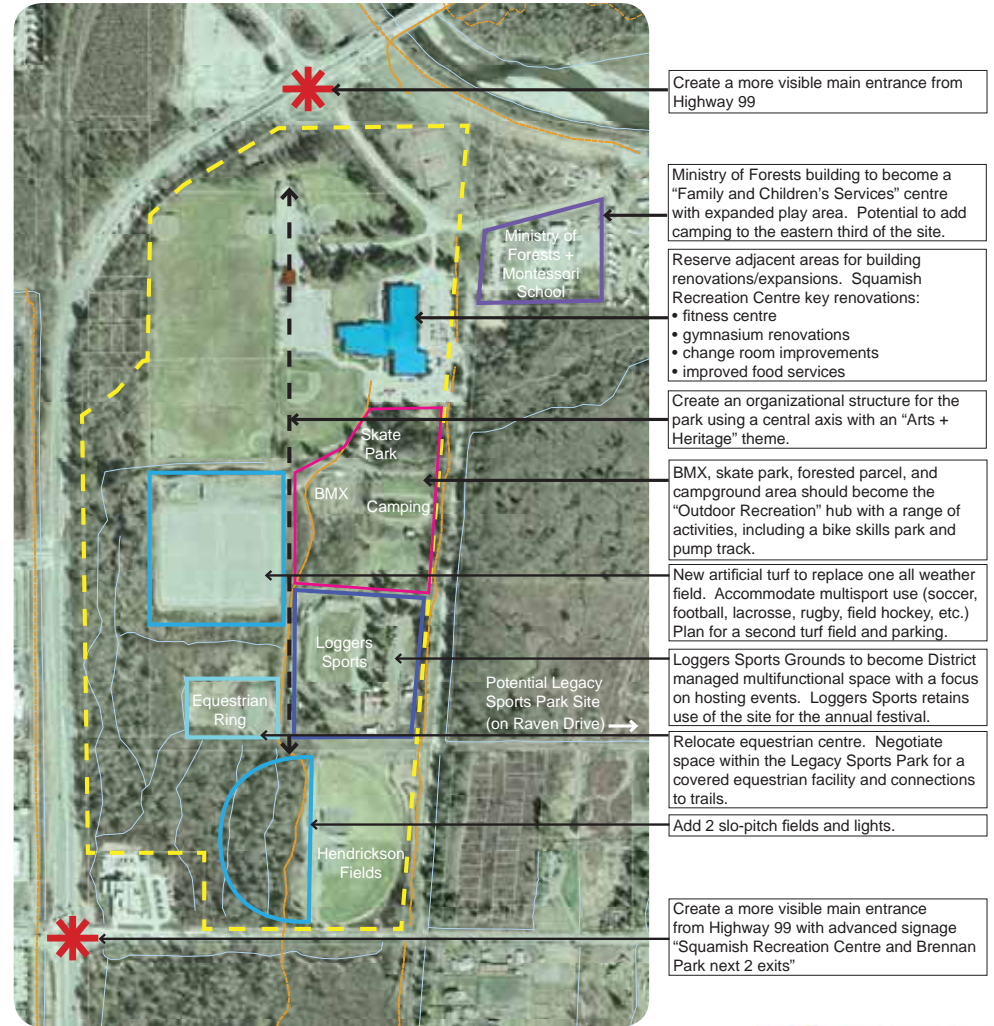 Create a more visible main entrance from
Highway 99
Ministry of Forests building to become a
“Family and Children’s Services” centre
with expanded play area.  Potential to add
camping to the eastern third of the site.
Ministry of
Forests +
Montessori
School
Reserve adjacent areas for building
renovations/expansions.  Squamish
Recreation Centre key renovations:
• fitness centre
• gymnasium renovations
• change room improvements
• improved food services
Create an organizational structure for the
park using a central axis with an “Arts +
Heritage” theme.
Skate
Park
BMX
Camping
BMX, skate park, forested parcel, and
campground area should become the
“Outdoor Recreation” hub with a range of
activities, including a bike skills park and
pump track.
New artificial turf to replace one all weather
field.  Accommodate multisport use (soccer,
football, lacrosse, rugby, field hockey, etc.)
Plan for a second turf field and parking.
Loggers
Sports
Loggers Sports Grounds to become District
managed multifunctional space with a focus
on hosting events.  Loggers Sports retains
use of the site for the annual festival.
Equestrian
Ring
Potential Legacy
Sports Park Site
(on Raven Drive)
Relocate equestrian centre.  Negotiate
space within the Legacy Sports Park for a
covered equestrian facility and connections
to trails.
Add 2 slo-pitch fields and lights.
Hendrickson
Fields
Create a more visible main entrance
from Highway 99 with advanced signage
“Squamish Recreation Centre and Brennan
Park next 2 exits”